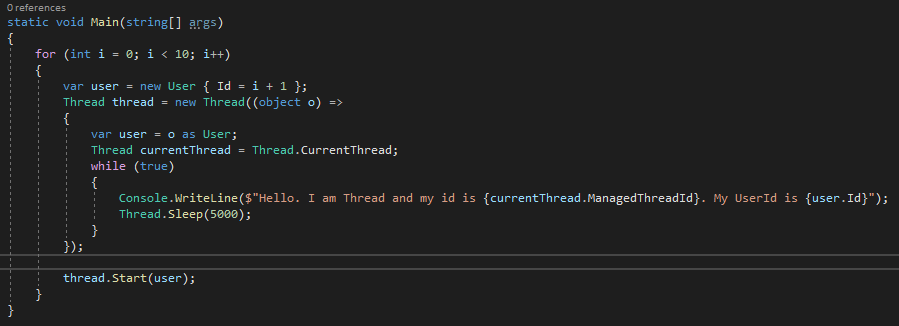 0 references
static void Main(string[] args)
{
for (int i = 0; i < 10; i++)
{
var user = new User { Id = i + 1 };
Thread thread = new Thread((object o) =>
{
var user = o as User;
Thread currentThread = Thread.CurrentThread;
while (true)
{
Console.WriteLine($"Hello. I am Thread and my id is {currentThread.ManagedThreadId}. My UserId is {user.Id}");
Thread.Sleep(5000);
}
});
thread.Start(user);
}
}